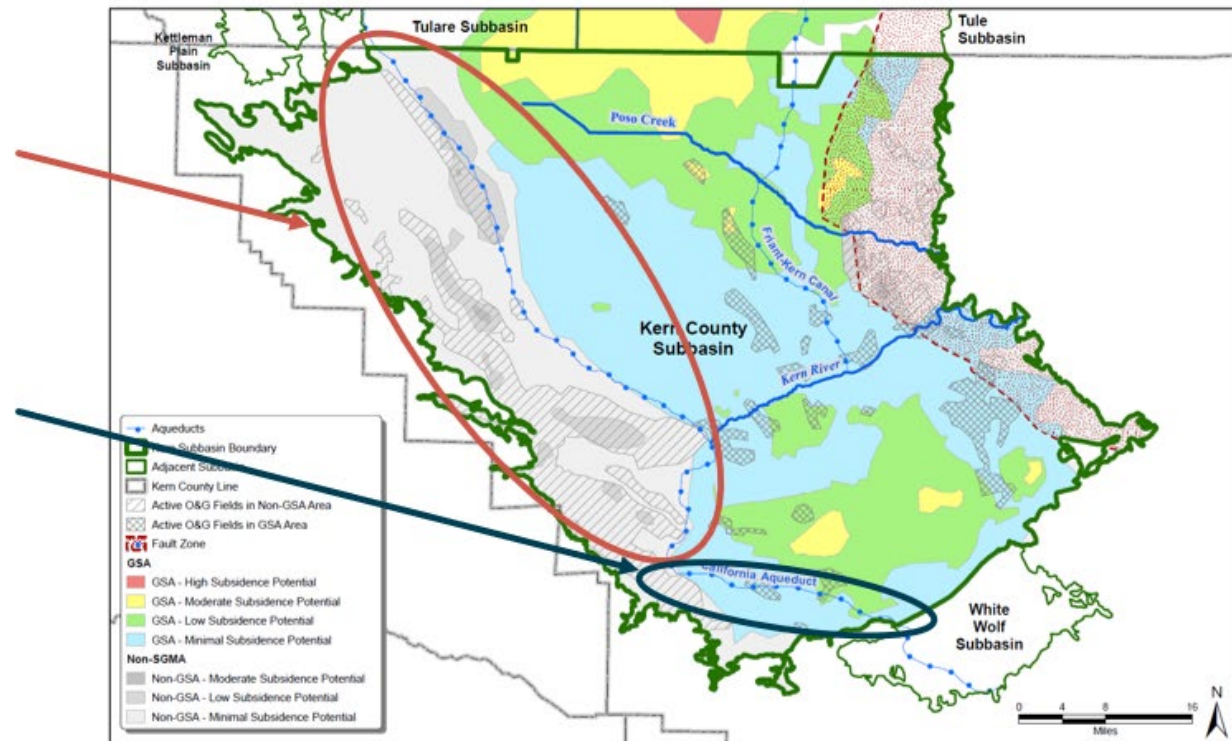 Tulare Subbasin
Tule
Subbasin
Kettleman
Plain
Subbasin
Poso Creek
Friant-Kern Canal
Kern County
Subbasin
Kern River
California Aqueduct
White
Wolf
Subbasin
Aqueducts
Subbasin Boundary
Adjacent
Kern County Line
Active O&G Fields in Non-GSA Area
Active O&G Fields in GSA Area
Fault Zone
GSA
GSA - High Subsidence Potential
GSA - Moderate Subsidence Potential
GSA - Low Subsidence Potential
GSA - Minimal Subsidence Potential
Non-SGMA
Non-GSA - Moderate Subsidence Potential
Non-GSA - Low Subsidence Potential
Non-GSA - Minimal Subsidence Potential
N
0 4 8 16
Miles